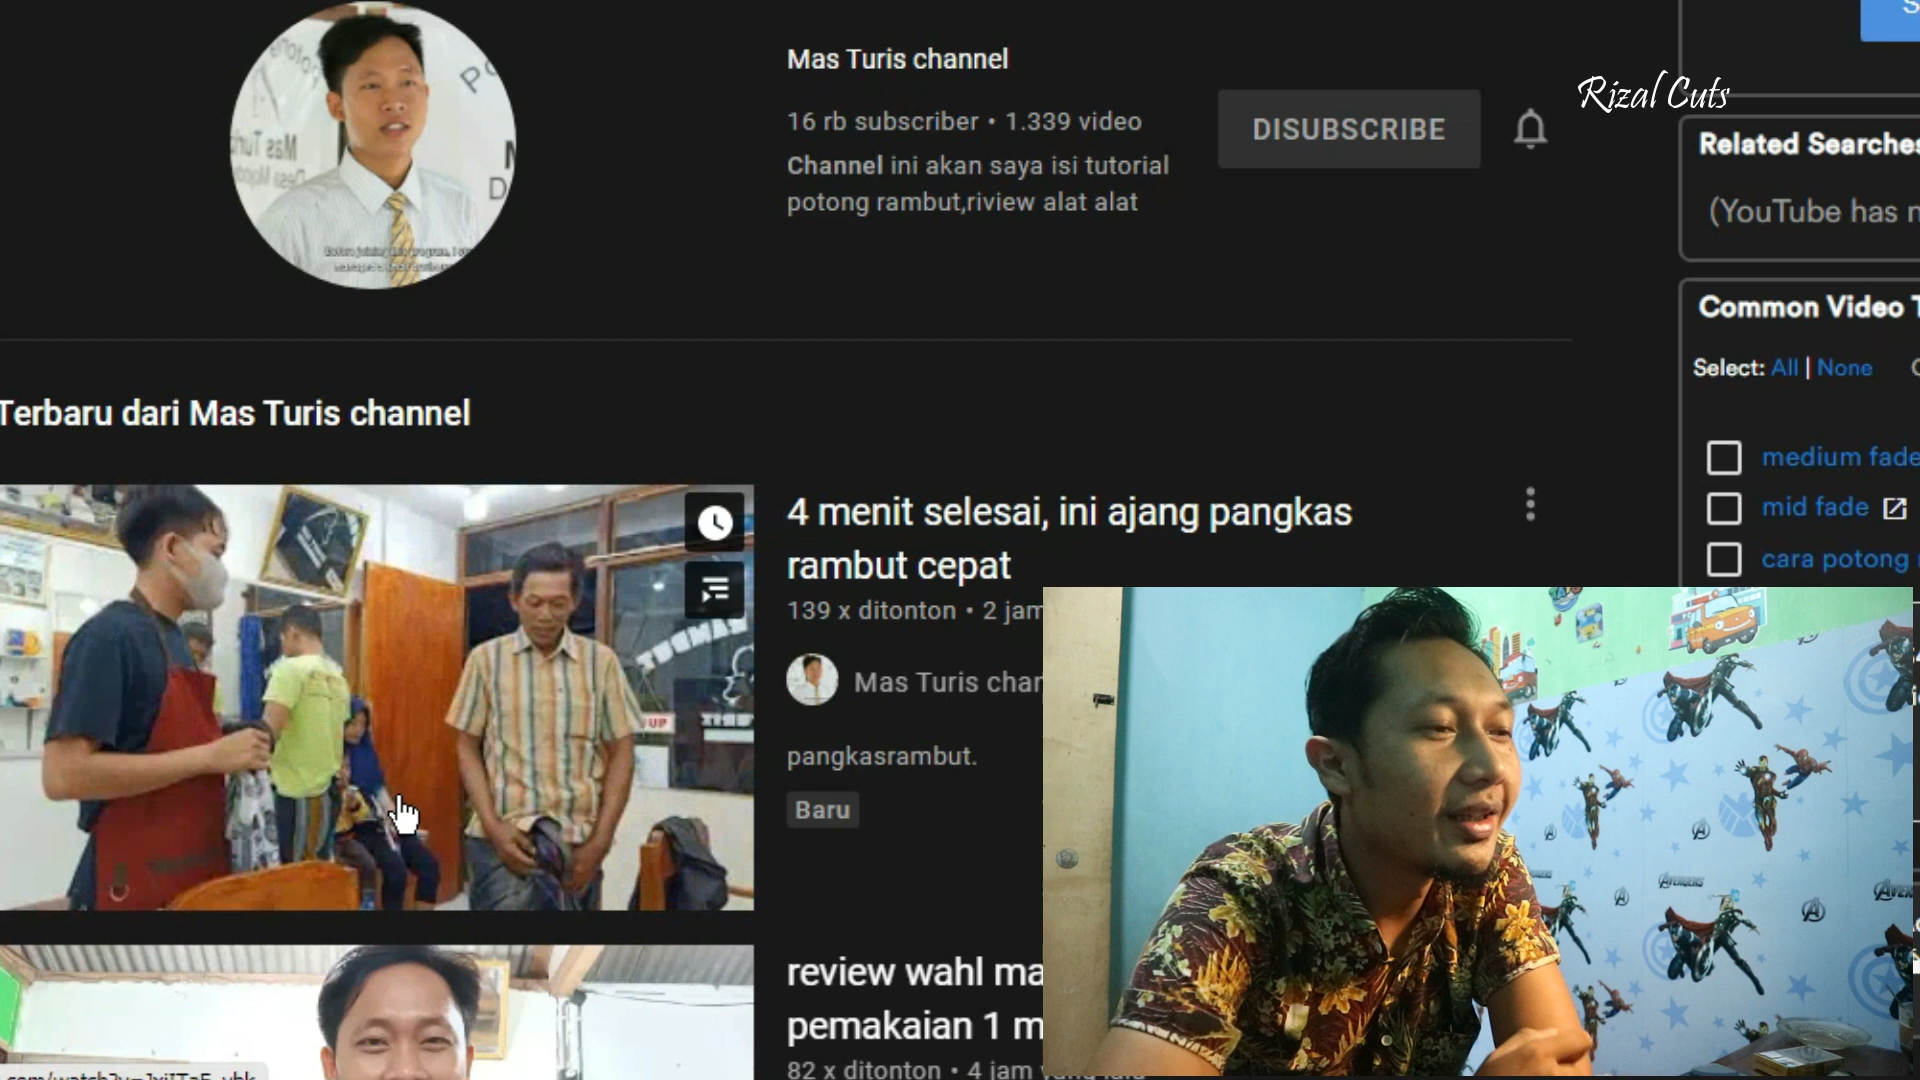 Mas Turis channel
16 rb subscriber • 1.339 video
Channel ini akan saya isi tutorial
potong rambut,riview alat alat
DISUBSCRIBE
Rizal Cuts
Related Searches
(YouTube has
Common Video
Select: All | None
medium fade
mid fade
cara potong
Terbaru dari Mas Turis channel
4 menit selesai, ini ajang pangkas
rambut cepat
139 x ditonton • 2 jam
Mas Turis
pangkasrambut.
Baru
review wahl
pemakaian 1
82 x ditonton • 4 jam
UP
AVENGERS